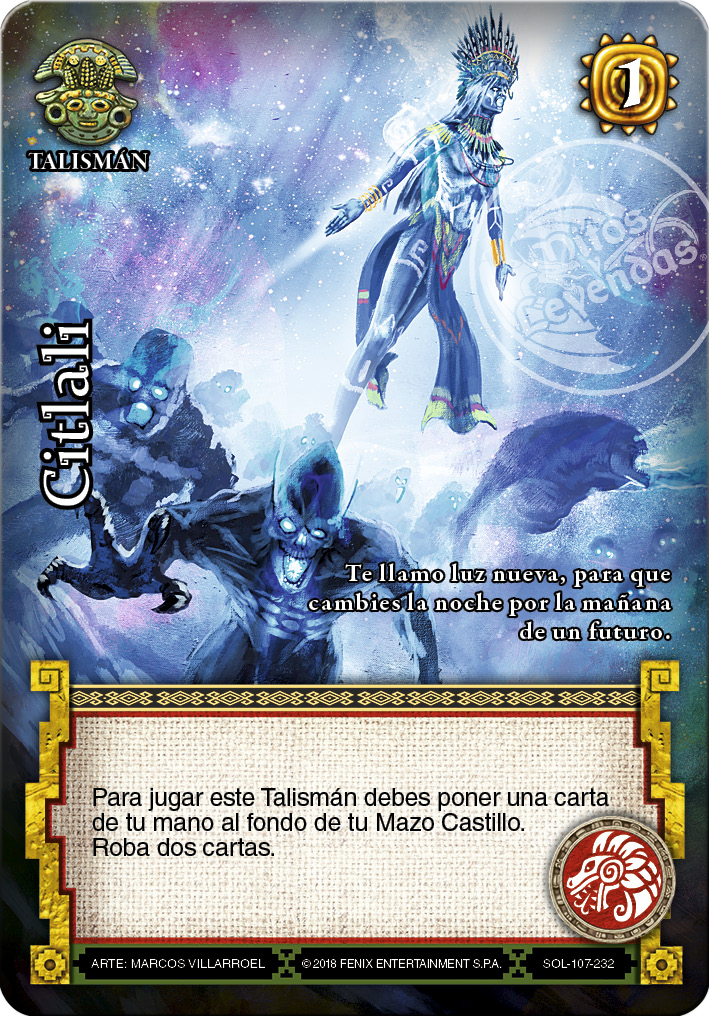 TALISMÁN
1
Mitos
y
Leyendas
®
Citlali
Te llamo luz nueva, para que
cambies la noche por la mañana
de un futuro.
Para jugar este Talismán debes poner una carta
de tu mano al fondo de tu Mazo Castillo.
Roba dos cartas.
ARTE: MARCOS VILLARROEL
©2018 FENIX ENTERTAINMENT S.P.A.
SOL-107-232